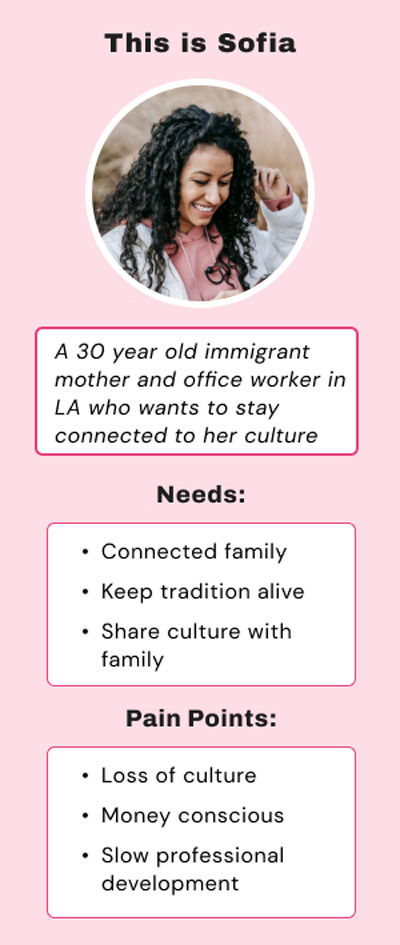 This is Sofia
A 30 year old immigrant
mother and office worker in
LA who wants to stay
connected to her culture
Needs:
• Connected family
• Keep tradition alive
• Share culture with
family
Pain Points:
• Loss of culture
• Money conscious
• Slow professional
development